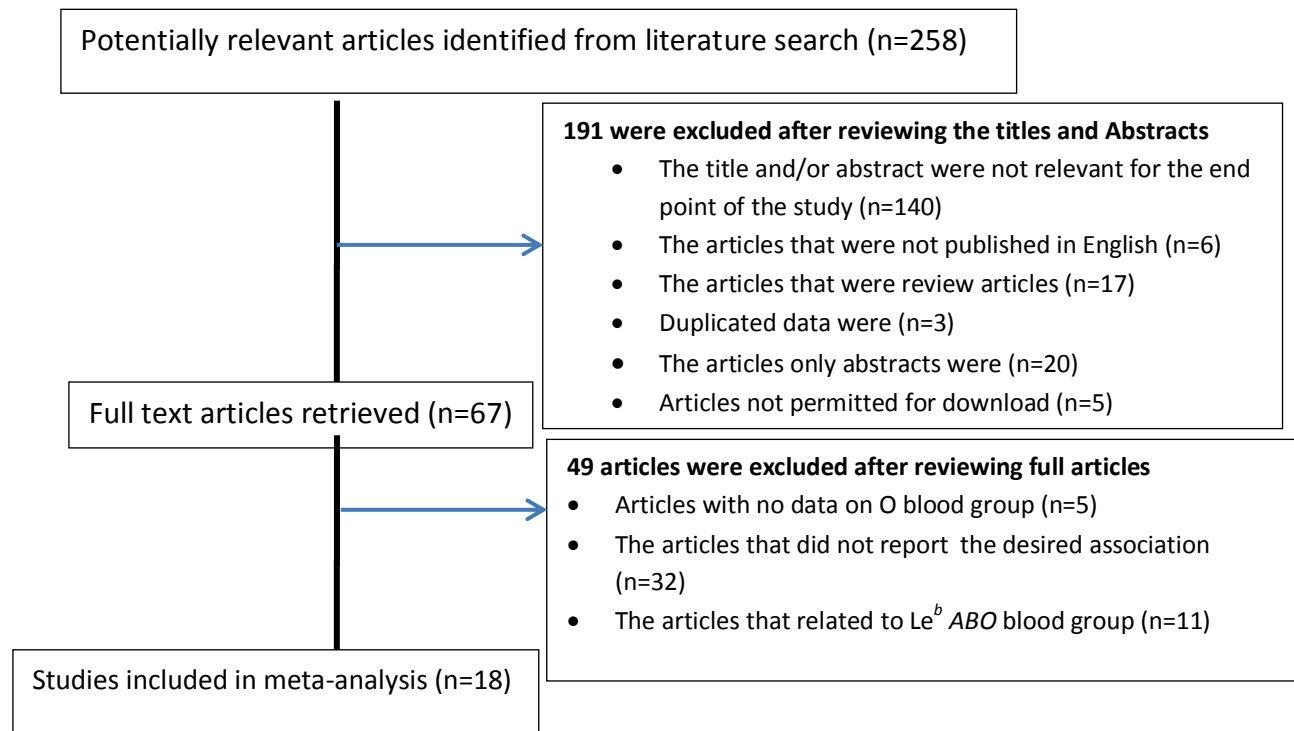 Potentially relevant articles identified from literature search (n=258)
191 were excluded after reviewing the titles and Abstracts
• The title and/or abstract were not relevant for the end
point of the study (n=140)
• The articles that were not published in English (n=6)
• The articles that were review articles (n=17)
• Duplicated data were (n=3)
• The articles only abstracts were (n=20)
• Articles not permitted for download (n=5)
Full text articles retrieved (n=67)
49 articles were excluded after reviewing full articles
• Articles with no data on O blood group (n=5)
• The articles that did not report the desired association
(n=32)
• The articles that related to Le^b ABO blood group (n=11)
Studies included in meta-analysis (n=18)